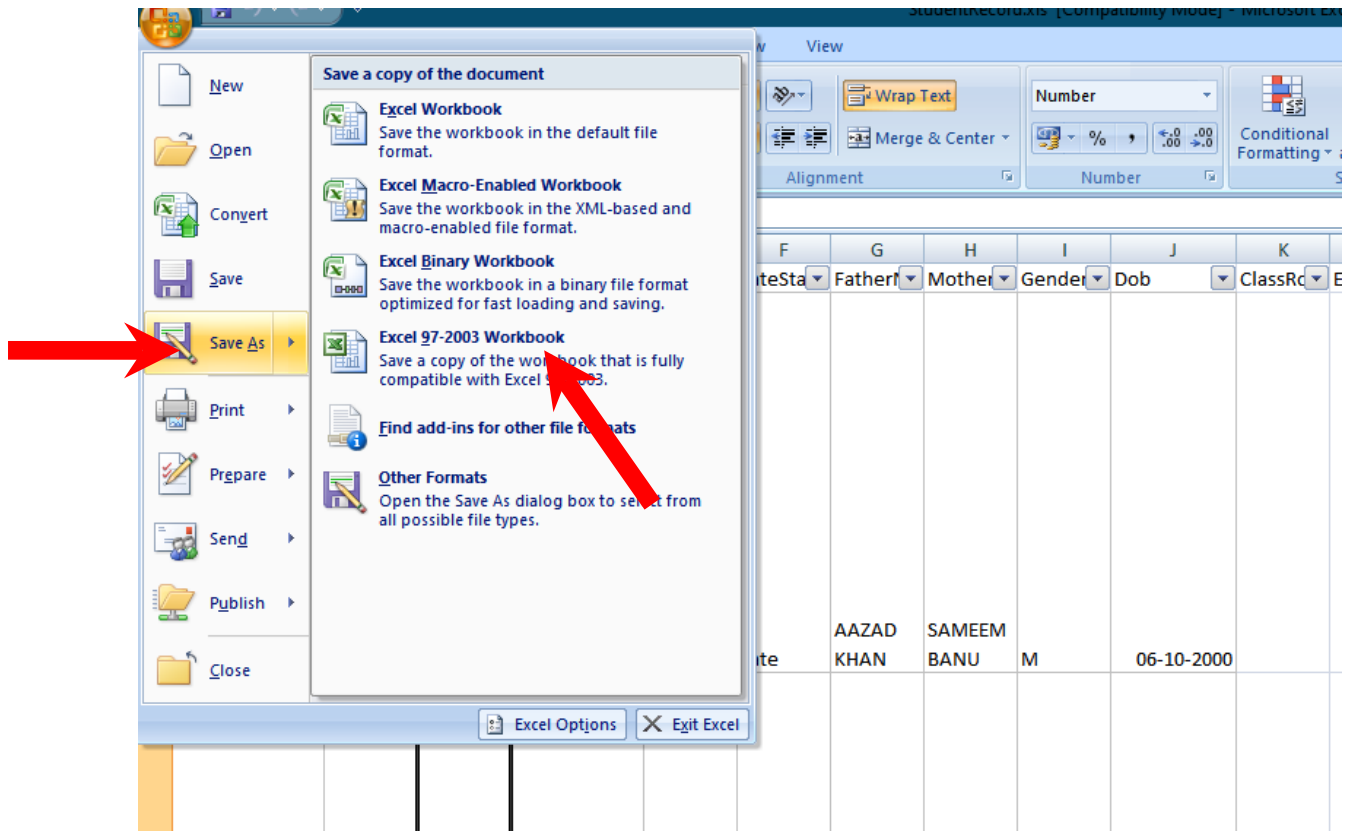 StudentRecord.xls [Compatibility Mode] - Microsoft Ex
View
New
Open
Convert
Save
Save As
Print
Prepare
Send
Publish
Close
Save a copy of the document
Excel Workbook
Save the workbook in the default file
format.
Excel Macro-Enabled Workbook
Save the workbook in the XML-based and
macro-enabled file format.
Excel Binary Workbook
Save the workbook in a binary file format
optimized for fast loading and saving.
Excel 97-2003 Workbook
Save a copy of the workbook that is fully
compatible with Excel
Find add-ins for other file formats
Other Formats
Open the Save As dialog box to select from
all possible file types.
Excel Options
Exit Excel
Wrap Text
Merge & Center
Alignment
Number
% , .0 .00 .00 .0
Number
Conditional
Formatting
F G H I J K
teSta FatherN Mother Gender Dob ClassRo E
AAZAD SAMEEM
te KHAN BANU M 06-10-2000